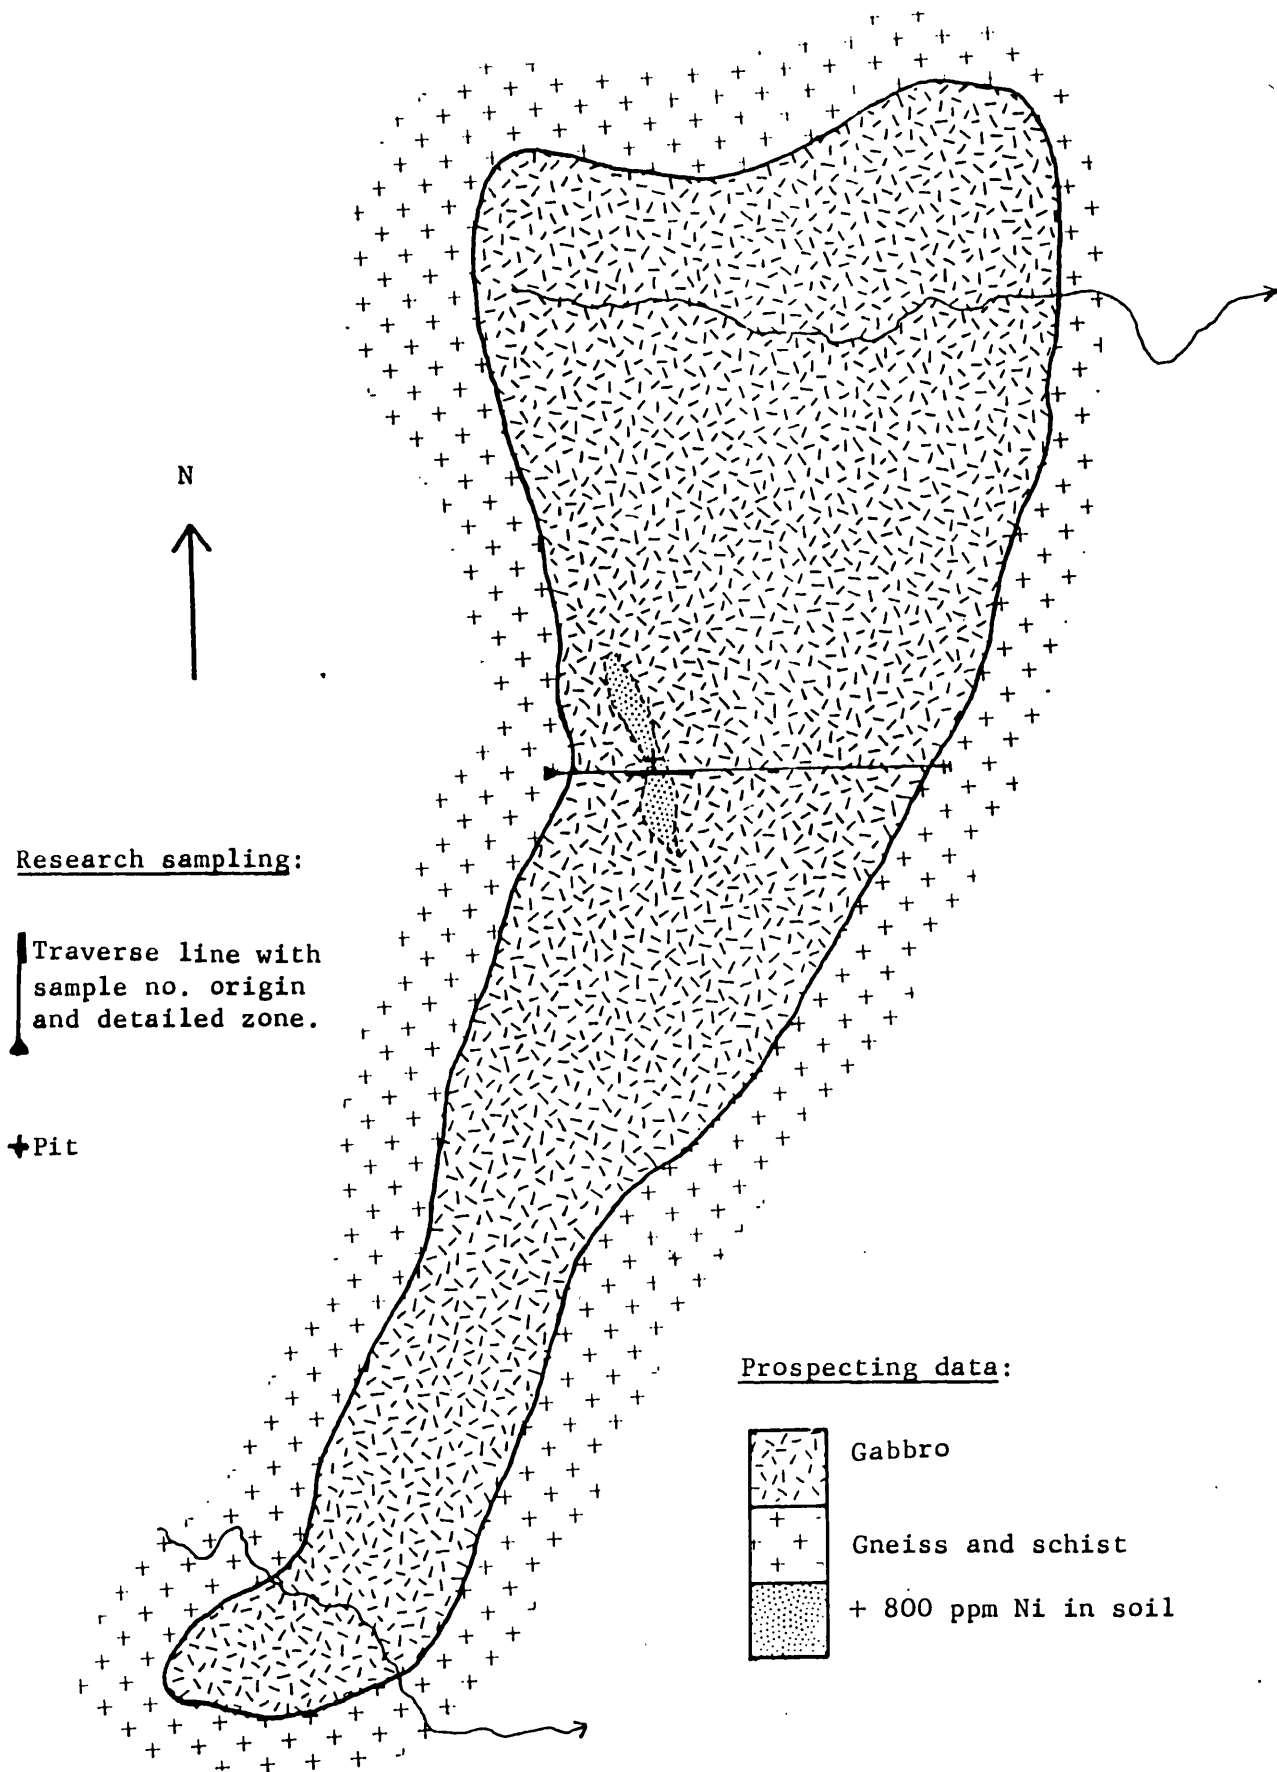 N
Research sampling:
Traverse line with
sample no. origin
and detailed zone.
Pit
Prospecting data:
Gabbro
Gneiss and schist
+ 800 ppm Ni in soil